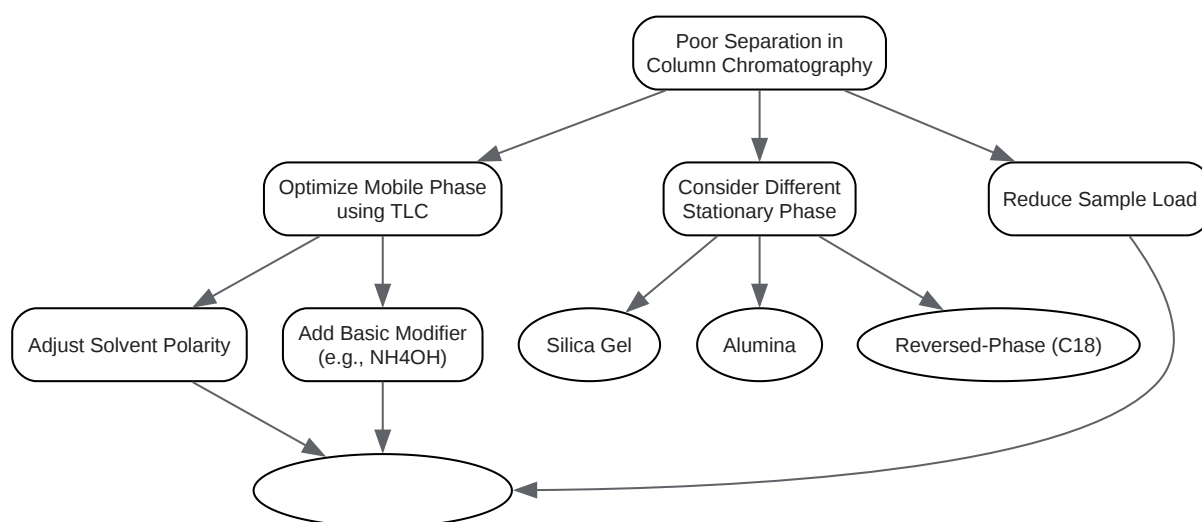 Poor Separation in
Column Chromatography
Optimize Mobile Phase
using TLC
Consider Different
Stationary Phase
Reduce Sample Load
Adjust Solvent Polarity
Add Basic Modifier
(e.g., NH4OH)
Silica Gel
Alumina
Reversed-Phase (C18)